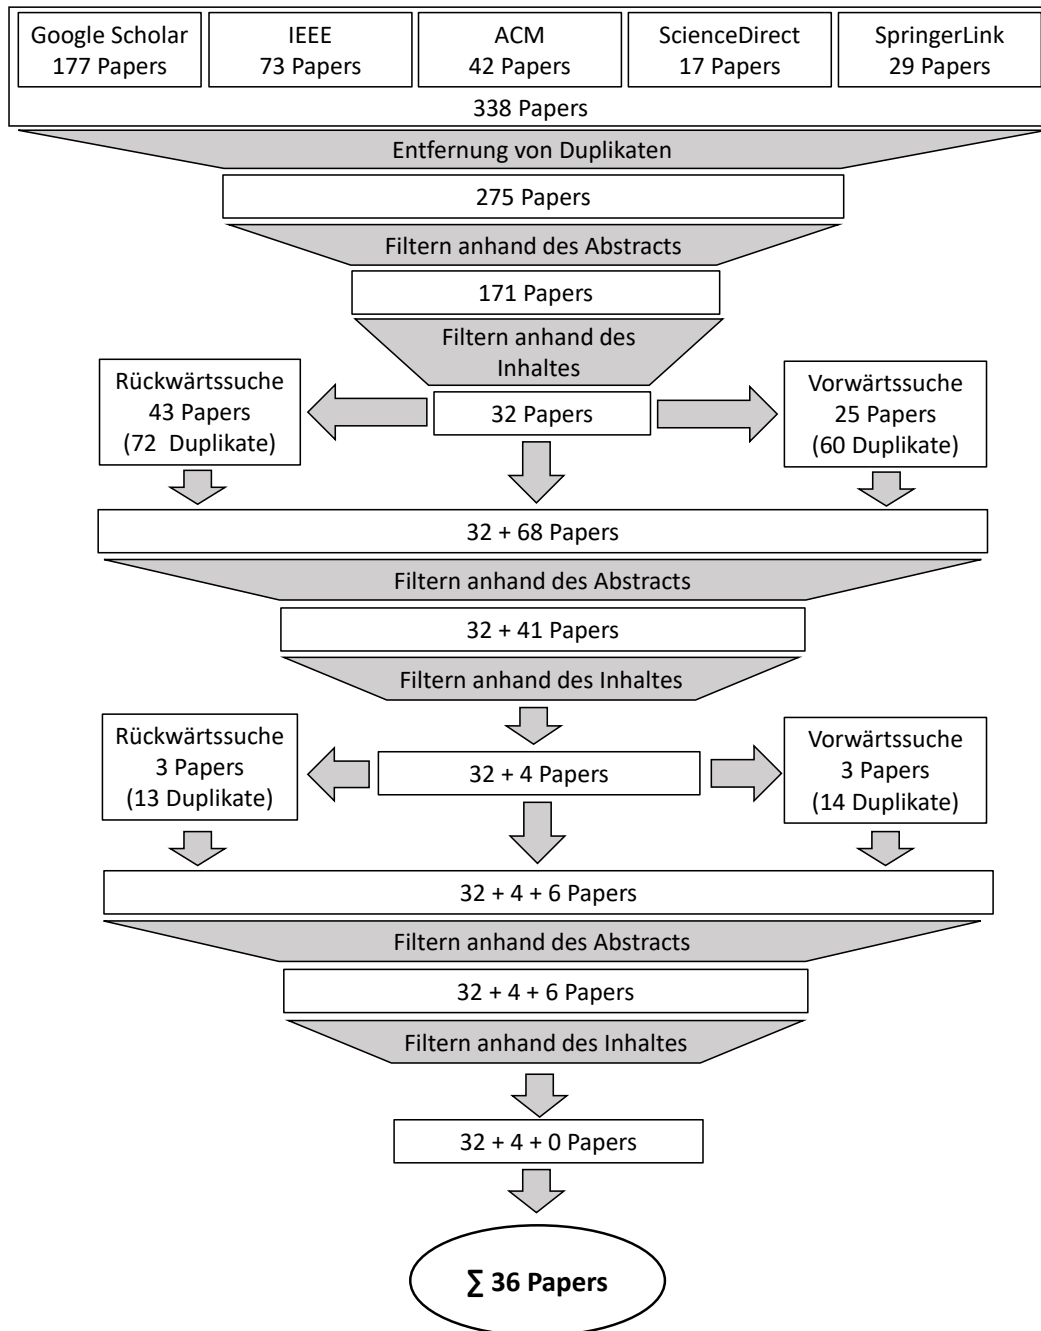 Google Scholar
177 Papers
IEEE
73 Papers
ACM
42 Papers
ScienceDirect
17 Papers
SpringerLink
29 Papers
338 Papers
Entfernung von Duplikaten
275 Papers
Filtern anhand des Abstracts
171 Papers
Filtern anhand des
Inhaltes
Rückwärtssuche
43 Papers
(72 Duplikate)
32 Papers
Vorwärtssuche
25 Papers
(60 Duplikate)
32 + 68 Papers
Filtern anhand des Abstracts
32 + 41 Papers
Filtern anhand des Inhaltes
Rückwärtssuche
3 Papers
(13 Duplikate)
32 + 4 Papers
Vorwärtssuche
3 Papers
(14 Duplikate)
32 + 4 + 6 Papers
Filtern anhand des Abstracts
32 + 4 + 6 Papers
Filtern anhand des Inhaltes
32 + 4 + 0 Papers
∑ 36 Papers